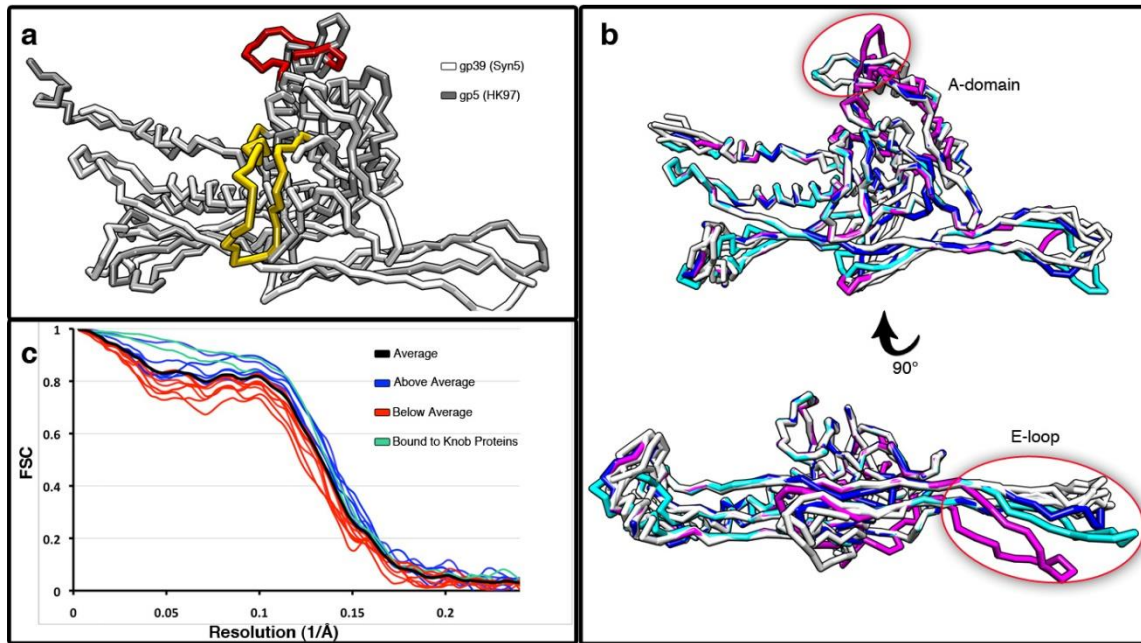 a
gp39 (Syn5)
gp5 (HK97)
b
A-domain
90°
E-loop
c
1
0.8
0.6
0.4
0.2
0
FSC
Average
Above Average
Below Average
Bound to Knob Proteins
0
0.05
0.1
0.15
0.2
Resolution (1/Å)